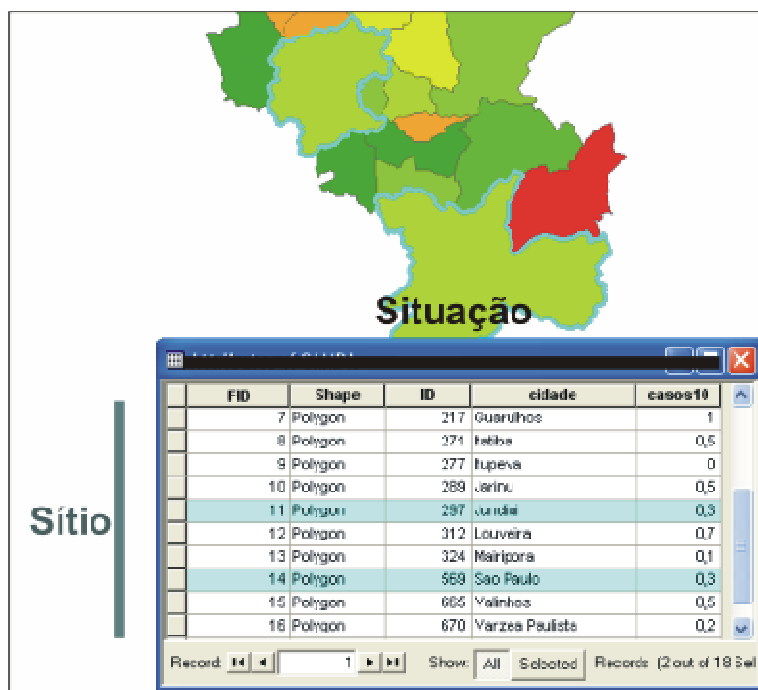 Situação
FID Shape ID cidade casos10
7 Polygon 217 Guarulhos 1
8 Polygon 271 Itatiba 0,5
9 Polygon 277 Itupeva 0
10 Polygon 289 Jarinu 0,5
11 Polygon 297 Jundiai 0,3
12 Polygon 312 Louveira 0,7
13 Polygon 324 Mairipora 0,1
14 Polygon 569 Sao Paulo 0,3
15 Polygon 665 Valinhos 0,5
16 Polygon 670 Varzea Paulista 0,2
Sítio
Record: 1 Show: All Selected Records (2 out of 18 Sel